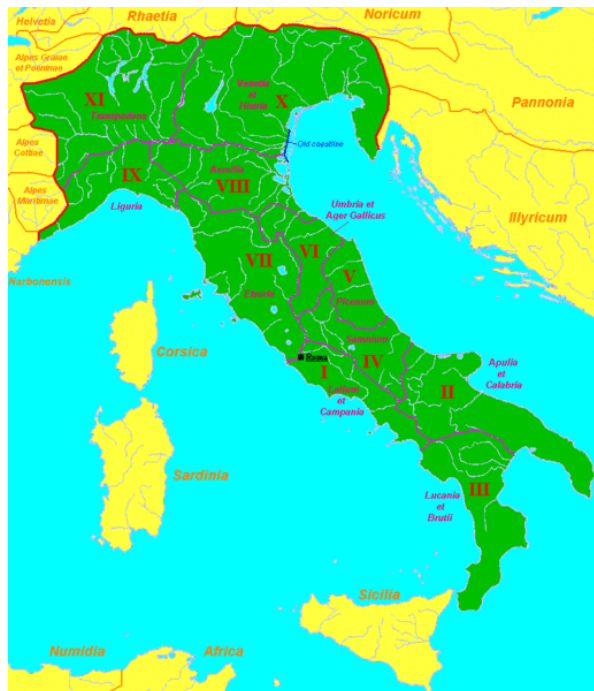 Helvetia
Rhaetia
Noricum
Alpes Graiae
et Poeninae
XI
Transpadana
Venetia
et
Histria
X
Pannonia
Old coastline
Alpes
Cottiae
IX
Aemilia
VIII
Alpes
Maritimae
Liguria
Umbria et
Ager Gallicus
Illyricum
VI
VII
V
Narbonensis
Etruria
Picenum
Samnium
Corsica
Roma
I
IV
Apulia
et
Calabria
II
Latium
et
Campania
Sardinia
III
Lucania
et
Brutii
Sicilia
Numidia
Africa